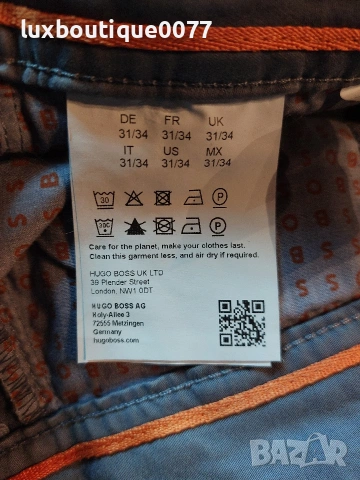 luxboutique0077
DE FR UK
31/34 31/34 31/34
IT US MX
31/34 31/34 31/34
30 P
30C P
Care for the planet, make your clothes last.
Clean this garment less, and air dry if required.
HUGO BOSS UK LTD
39 Plender Street
London, NW1 0DT
HUGO BOSS AG
Holy-Allee 3
72555 Metzingen
Germany
hugoboss.com
BAZAR